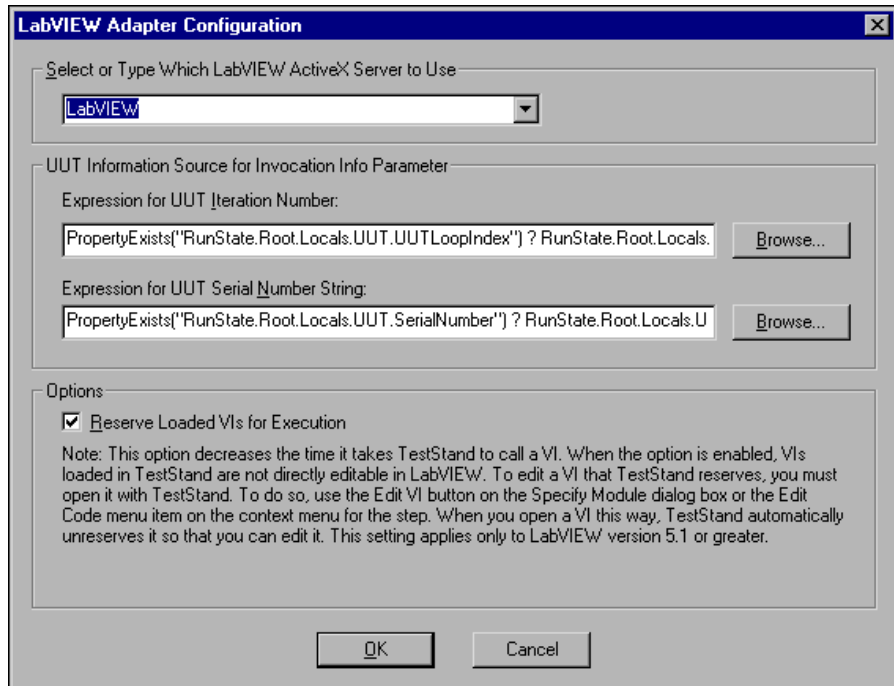 LabVIEW Adapter Configuration
Select or Type Which LabVIEW ActiveX Server to Use
LabVIEW
UUT Information Source for Invocation Info Parameter
Expression for UUT Iteration Number:
PropertyExists("RunState.Root.Locals.UUT.UUTLoopIndex") ? RunState.Root.Locals.
Browse...
Expression for UUT Serial Number String:
PropertyExists("RunState.Root.Locals.UUT.SerialNumber") ? RunState.Root.Locals.U
Browse...
Options
Reserve Loaded VIs for Execution
Note: This option decreases the time it takes TestStand to call a VI. When the option is enabled, VIs
loaded in TestStand are not directly editable in LabVIEW. To edit a VI that TestStand reserves, you must
open it with TestStand. To do so, use the Edit VI button on the Specify Module dialog box or the Edit
Code menu item on the context menu for the step. When you open a VI this way, TestStand automatically
unreserves it so that you can edit it. This setting applies only to LabVIEW version 5.1 or greater.
OK
Cancel